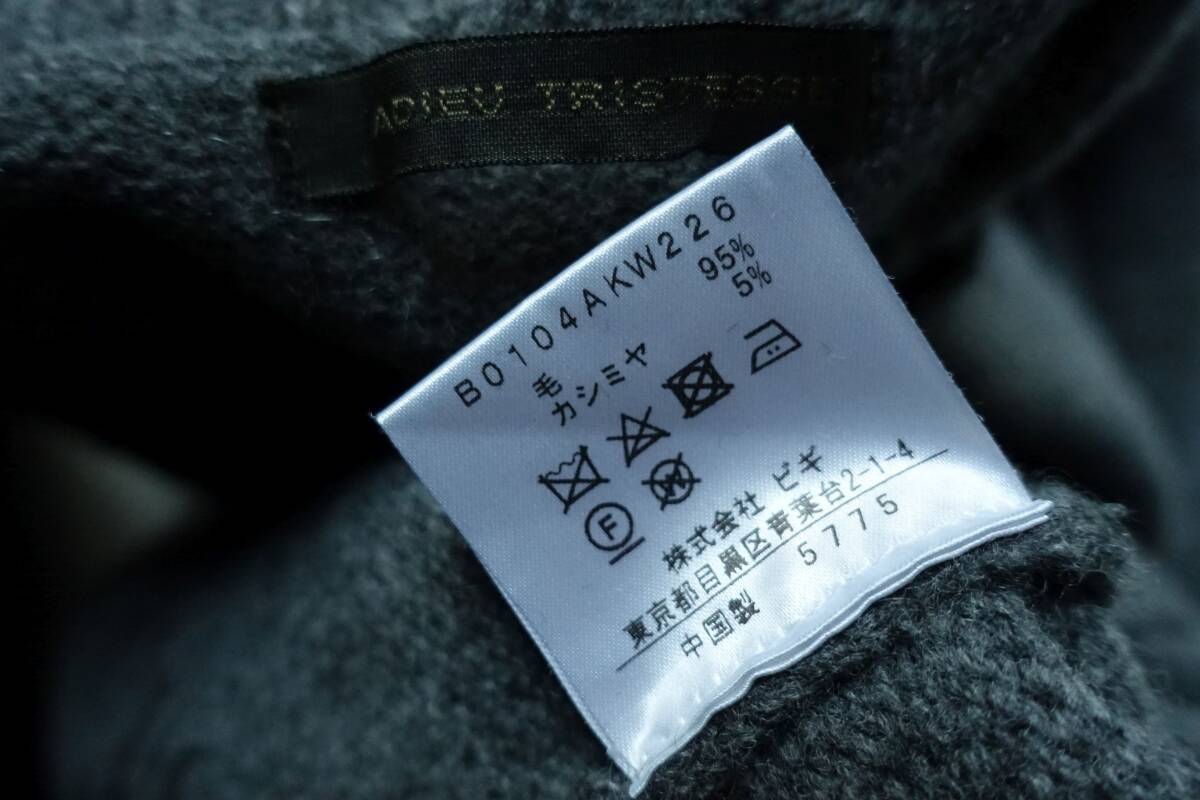 ADIEU TRISTESSE
B0104AKW226
毛 95%
カシミヤ 5%
F W
株式会社 ビギ
東京都目黒区青葉台2-1-4
5775
中国製